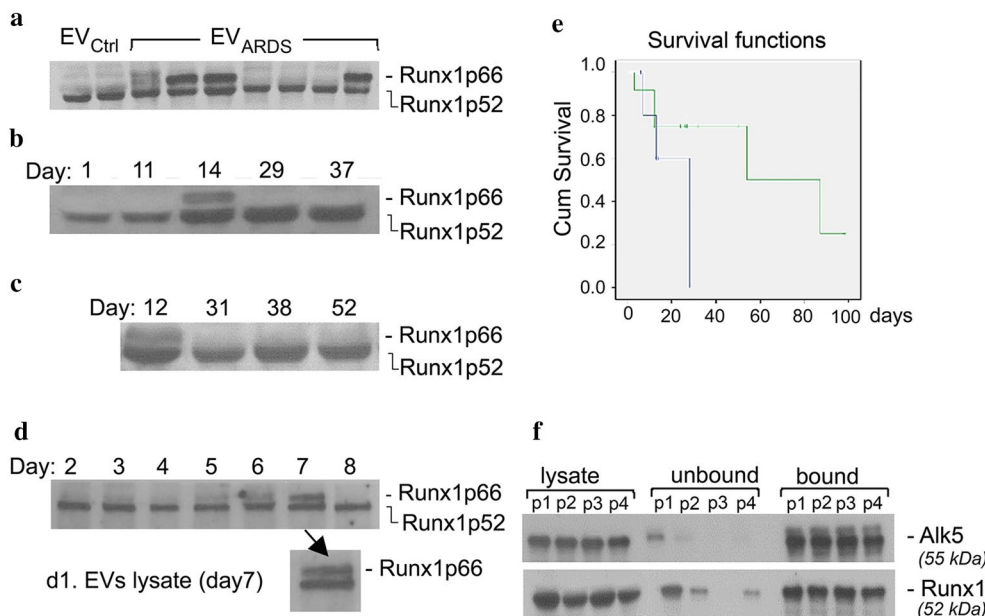 a
EV Ctrl EV ARDS
- Runx1p66
Runx1p52
b
Day: 1 11 14 29 37
- Runx1p66
Runx1p52
c
Day: 12 31 38 52
- Runx1p66
Runx1p52
d
Day: 2 3 4 5 6 7 8
- Runx1p66
Runx1p52
d1. EVs lysate (day7)
- Runx1p66
e
Survival functions
Cum Survival
1.0
0.8
0.6
0.4
0.2
0.0
0 20 40 60 80 100 days
f
lysate unbound bound
p1 p2 p3 p4 p1 p2 p3 p4 p1 p2 p3 p4
- Alk5
(55 kDa)
- Runx1
(52 kDa)